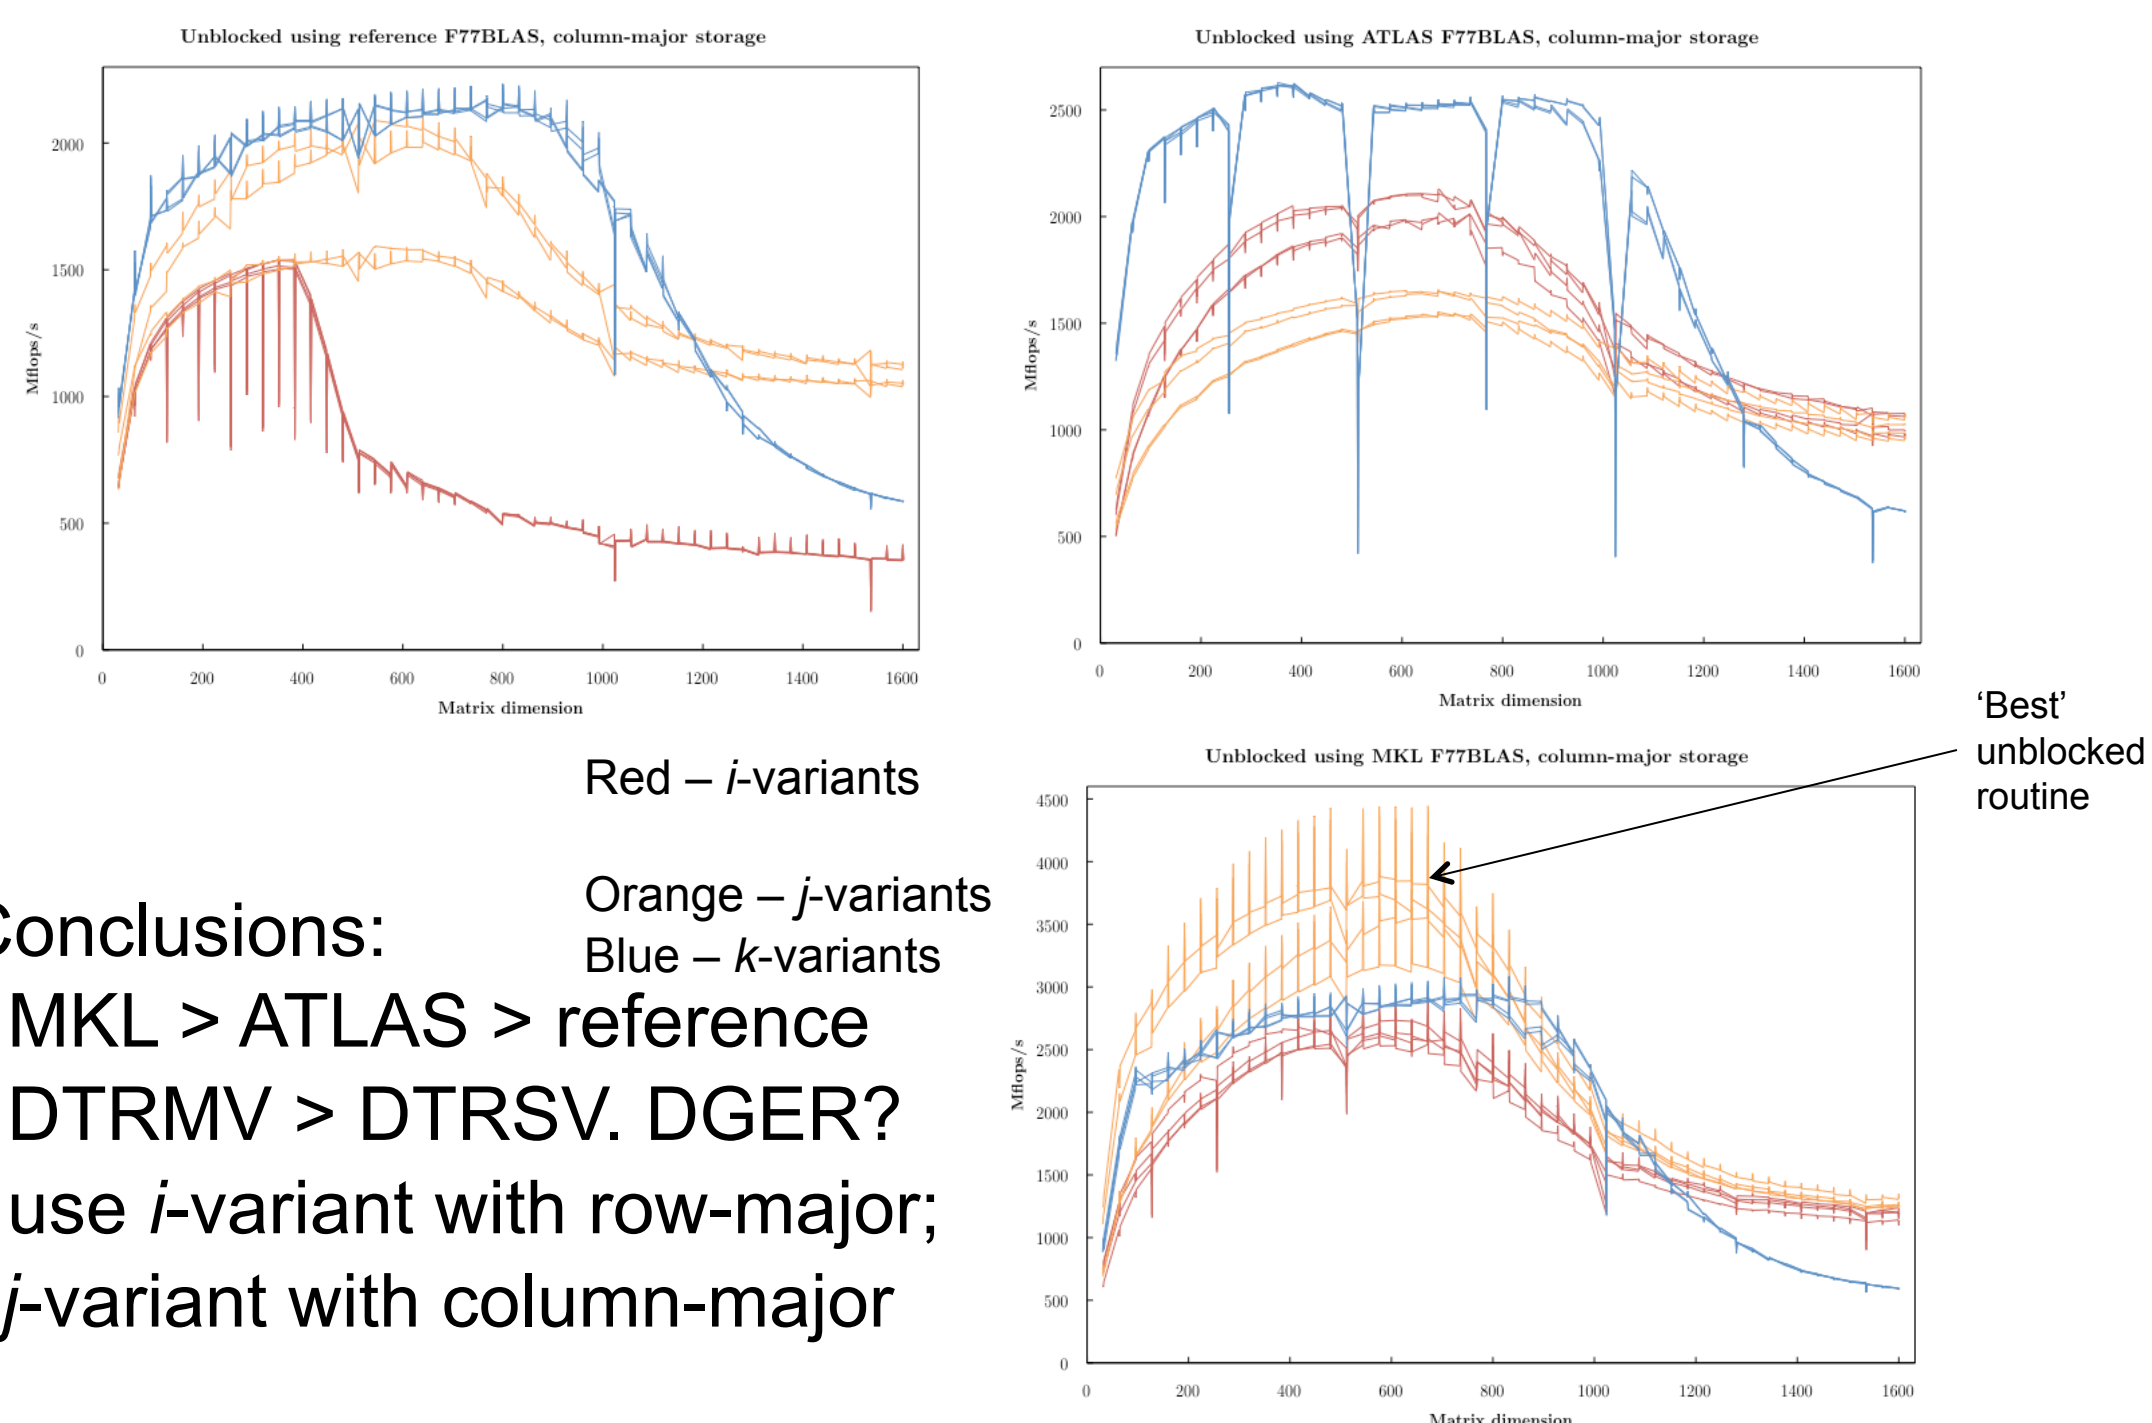 Unblocked using reference F77BLAS, column-major storage
Mflops/s
2000
1500
1000
500
0
0 200 400 600 800 1000 1200 1400 1600
Matrix dimension
Unblocked using ATLAS F77BLAS, column-major storage
Mflops/s
2500
2000
1500
1000
500
0
0 200 400 600 800 1000 1200 1400 1600
Matrix dimension
‘Best’
unblocked
routine
Red – i-variants
Orange – j-variants
Blue – k-variants
Conclusions:
MKL > ATLAS > reference
DTRMV > DTRSV. DGER?
use i-variant with row-major;
j-variant with column-major
Unblocked using MKL F77BLAS, column-major storage
Mflops/s
4500
4000
3500
3000
2500
2000
1500
1000
500
0
0 200 400 600 800 1000 1200 1400 1600
Matrix dimension